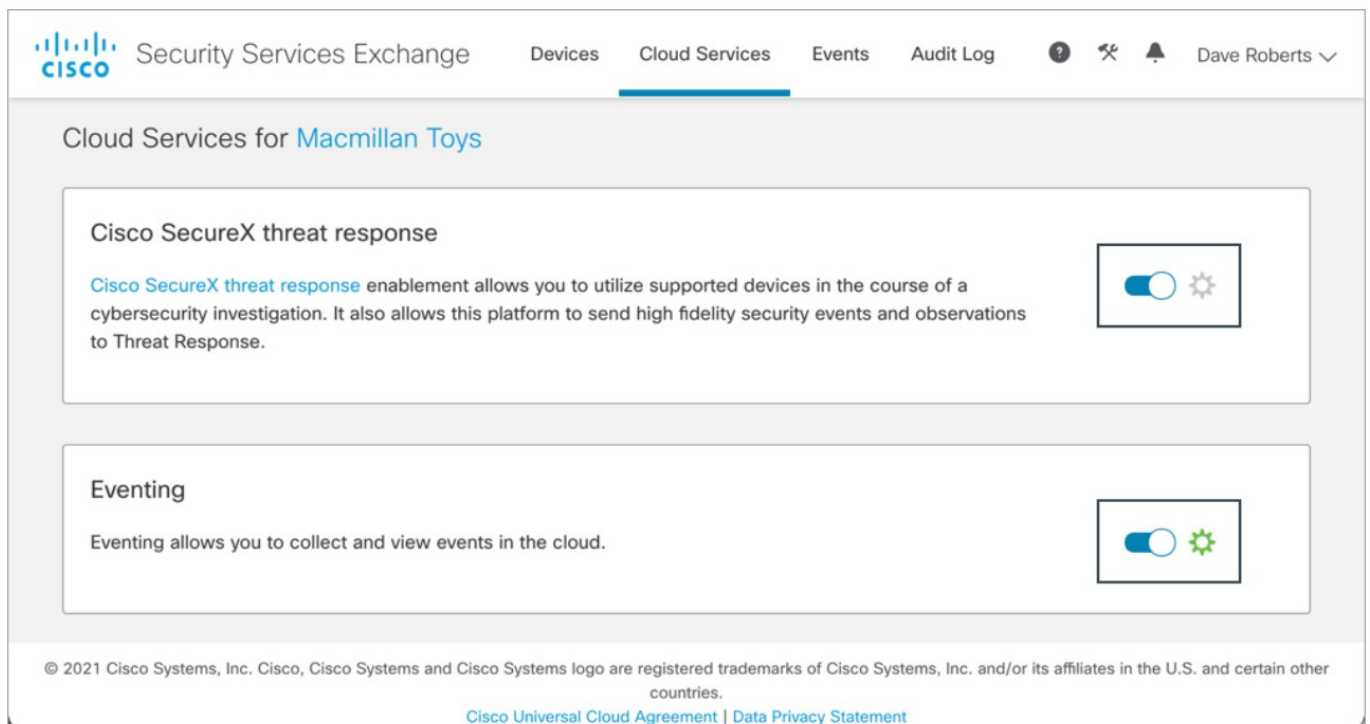 CISCO Security Services Exchange Devices Cloud Services Events Audit Log ? Dave Roberts
Cloud Services for Macmillan Toys
Cisco SecureX threat response
Cisco SecureX threat response enablement allows you to utilize supported devices in the course of a
cybersecurity investigation. It also allows this platform to send high fidelity security events and observations
to Threat Response.
Eventing
Eventing allows you to collect and view events in the cloud.
© 2021 Cisco Systems, Inc. Cisco, Cisco Systems and Cisco Systems logo are registered trademarks of Cisco Systems, Inc. and/or its affiliates in the U.S. and certain other
countries.
Cisco Universal Cloud Agreement | Data Privacy Statement